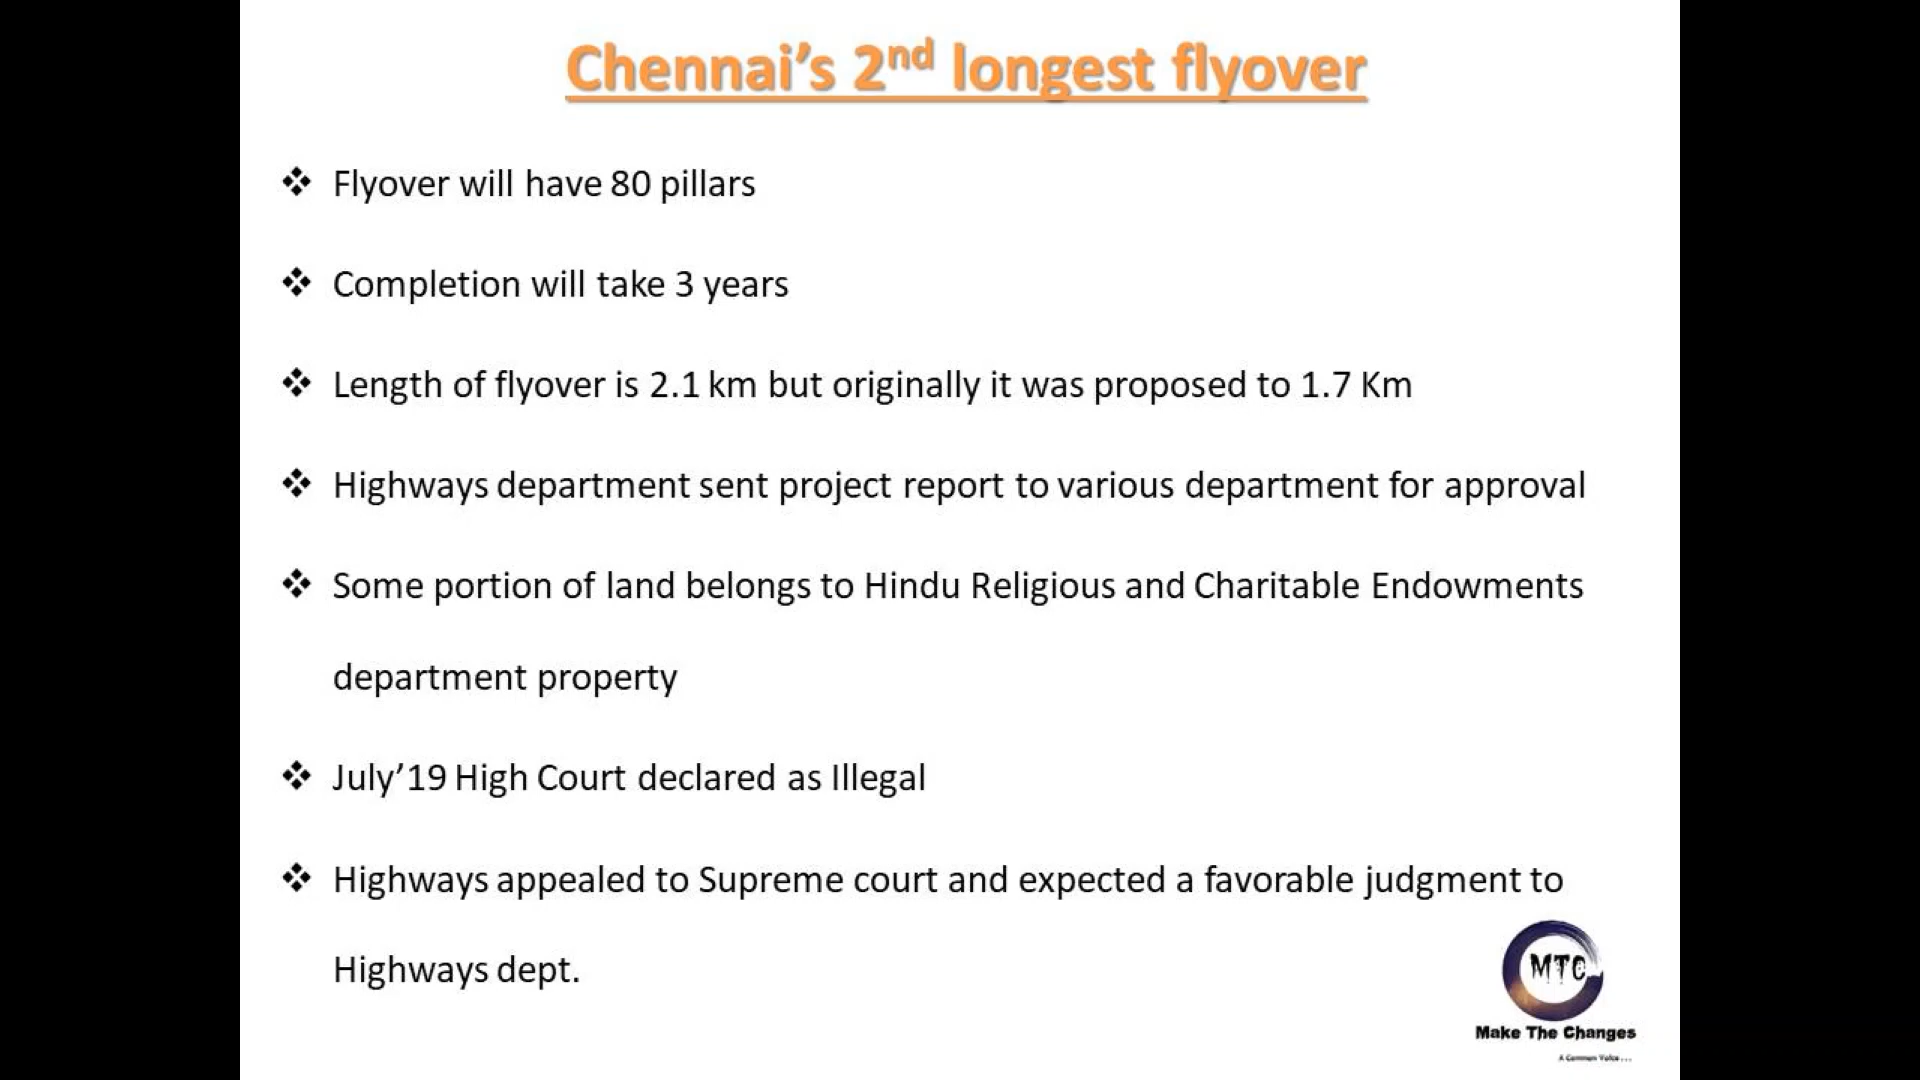 Chennai’s 2nd longest flyover
❖ Flyover will have 80 pillars
❖ Completion will take 3 years
❖ Length of flyover is 2.1 km but originally it was proposed to 1.7 Km
❖ Highways department sent project report to various department for approval
❖ Some portion of land belongs to Hindu Religious and Charitable Endowments
department property
❖ July’19 High Court declared as Illegal
❖ Highways appealed to Supreme court and expected a favorable judgment to
Highways dept.
MTC
Make The Changes
A Common Voice ...